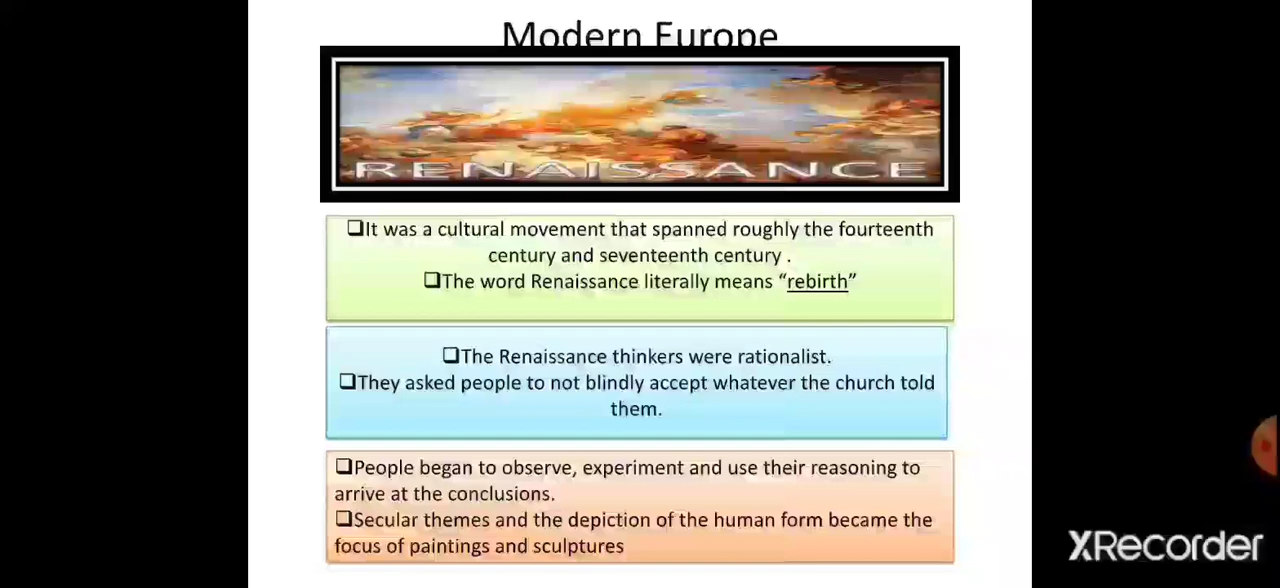 Modern Europe
RENAISSANCE
❑It was a cultural movement that spanned roughly the fourteenth
century and seventeenth century .
❑The word Renaissance literally means “rebirth”
❑The Renaissance thinkers were rationalist.
❑They asked people to not blindly accept whatever the church told
them.
❑People began to observe, experiment and use their reasoning to
arrive at the conclusions.
❑Secular themes and the depiction of the human form became the
focus of paintings and sculptures
XRecorder